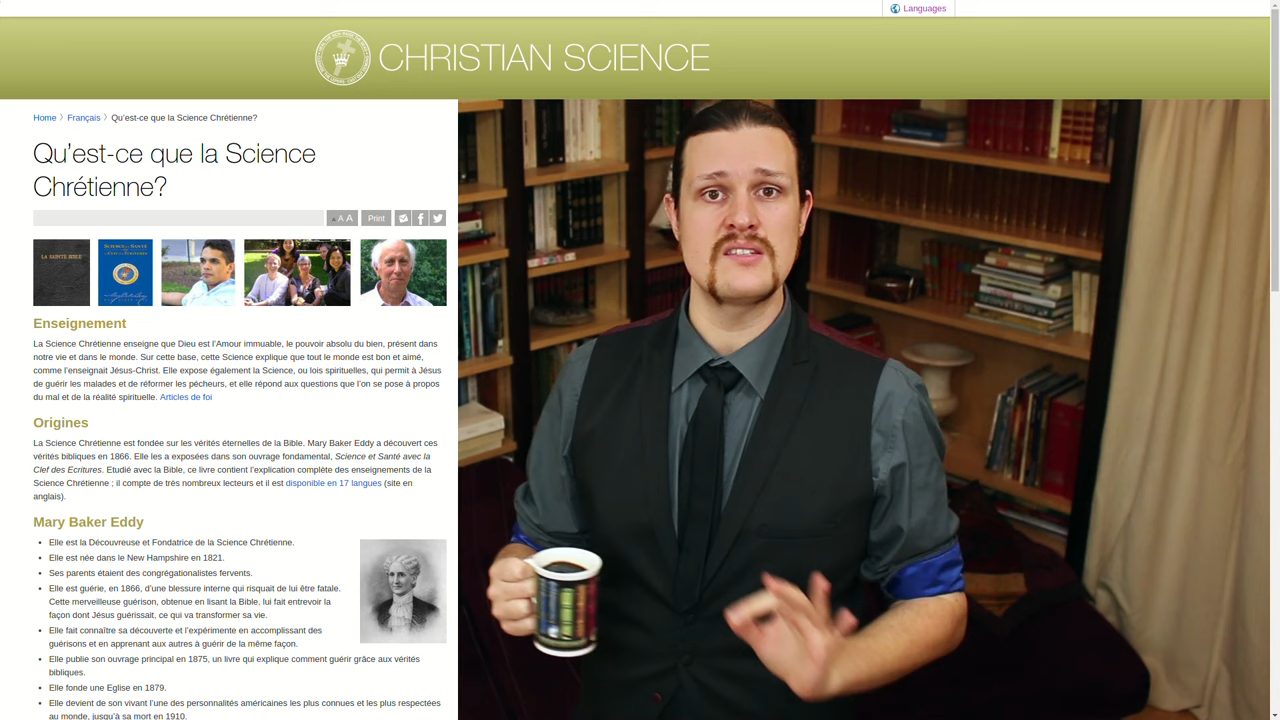 Languages
CHRISTIAN SCIENCE
Home 〉 Français 〉 Qu’est-ce que la Science Chrétienne?
Qu’est-ce que la Science
Chrétienne?
A A A Print
LA SAINTE BIBLE
Enseignement
La Science Chrétienne enseigne que Dieu est l’Amour immuable, le pouvoir absolu du bien, présent dans
notre vie et dans le monde. Sur cette base, cette Science explique que tout le monde est bon et aimé,
comme l’enseignait Jésus-Christ. Elle expose également la Science, ou lois spirituelles, qui permit à Jésus
de guérir les malades et de réformer les pécheurs, et elle répond aux questions que l’on se pose à propos
du mal et de la réalité spirituelle. Articles de foi
Origines
La Science Chrétienne est fondée sur les vérités éternelles de la Bible. Mary Baker Eddy a découvert ces
vérités bibliques en 1866. Elle les a exposées dans son ouvrage fondamental, Science et Santé avec la
Clef des Ecritures. Etudié avec la Bible, ce livre contient l’explication complète des enseignements de la
Science Chrétienne ; il compte de très nombreux lecteurs et il est disponible en 17 langues (site en
anglais).
Mary Baker Eddy
• Elle est la Découvreuse et Fondatrice de la Science Chrétienne.
• Elle est née dans le New Hampshire en 1821.
• Ses parents étaient des congrégationalistes fervents.
• Elle est guérie, en 1866, d’une blessure interne qui risquait de lui être fatale.
Cette merveilleuse guérison, obtenue en lisant la Bible, lui fait entrevoir la
façon dont Jésus guérissait, ce qui va transformer sa vie.
• Elle fait connaître sa découverte et l’expérimente en accomplissant des
guérisons et en apprenant aux autres à guérir de la même façon.
• Elle publie son ouvrage principal en 1875, un livre qui explique comment guérir grâce aux vérités
bibliques.
• Elle fonde une Eglise en 1879.
• Elle devient de son vivant l’une des personnalités américaines les plus connues et les plus respectées
au monde, jusqu’à sa mort en 1910.